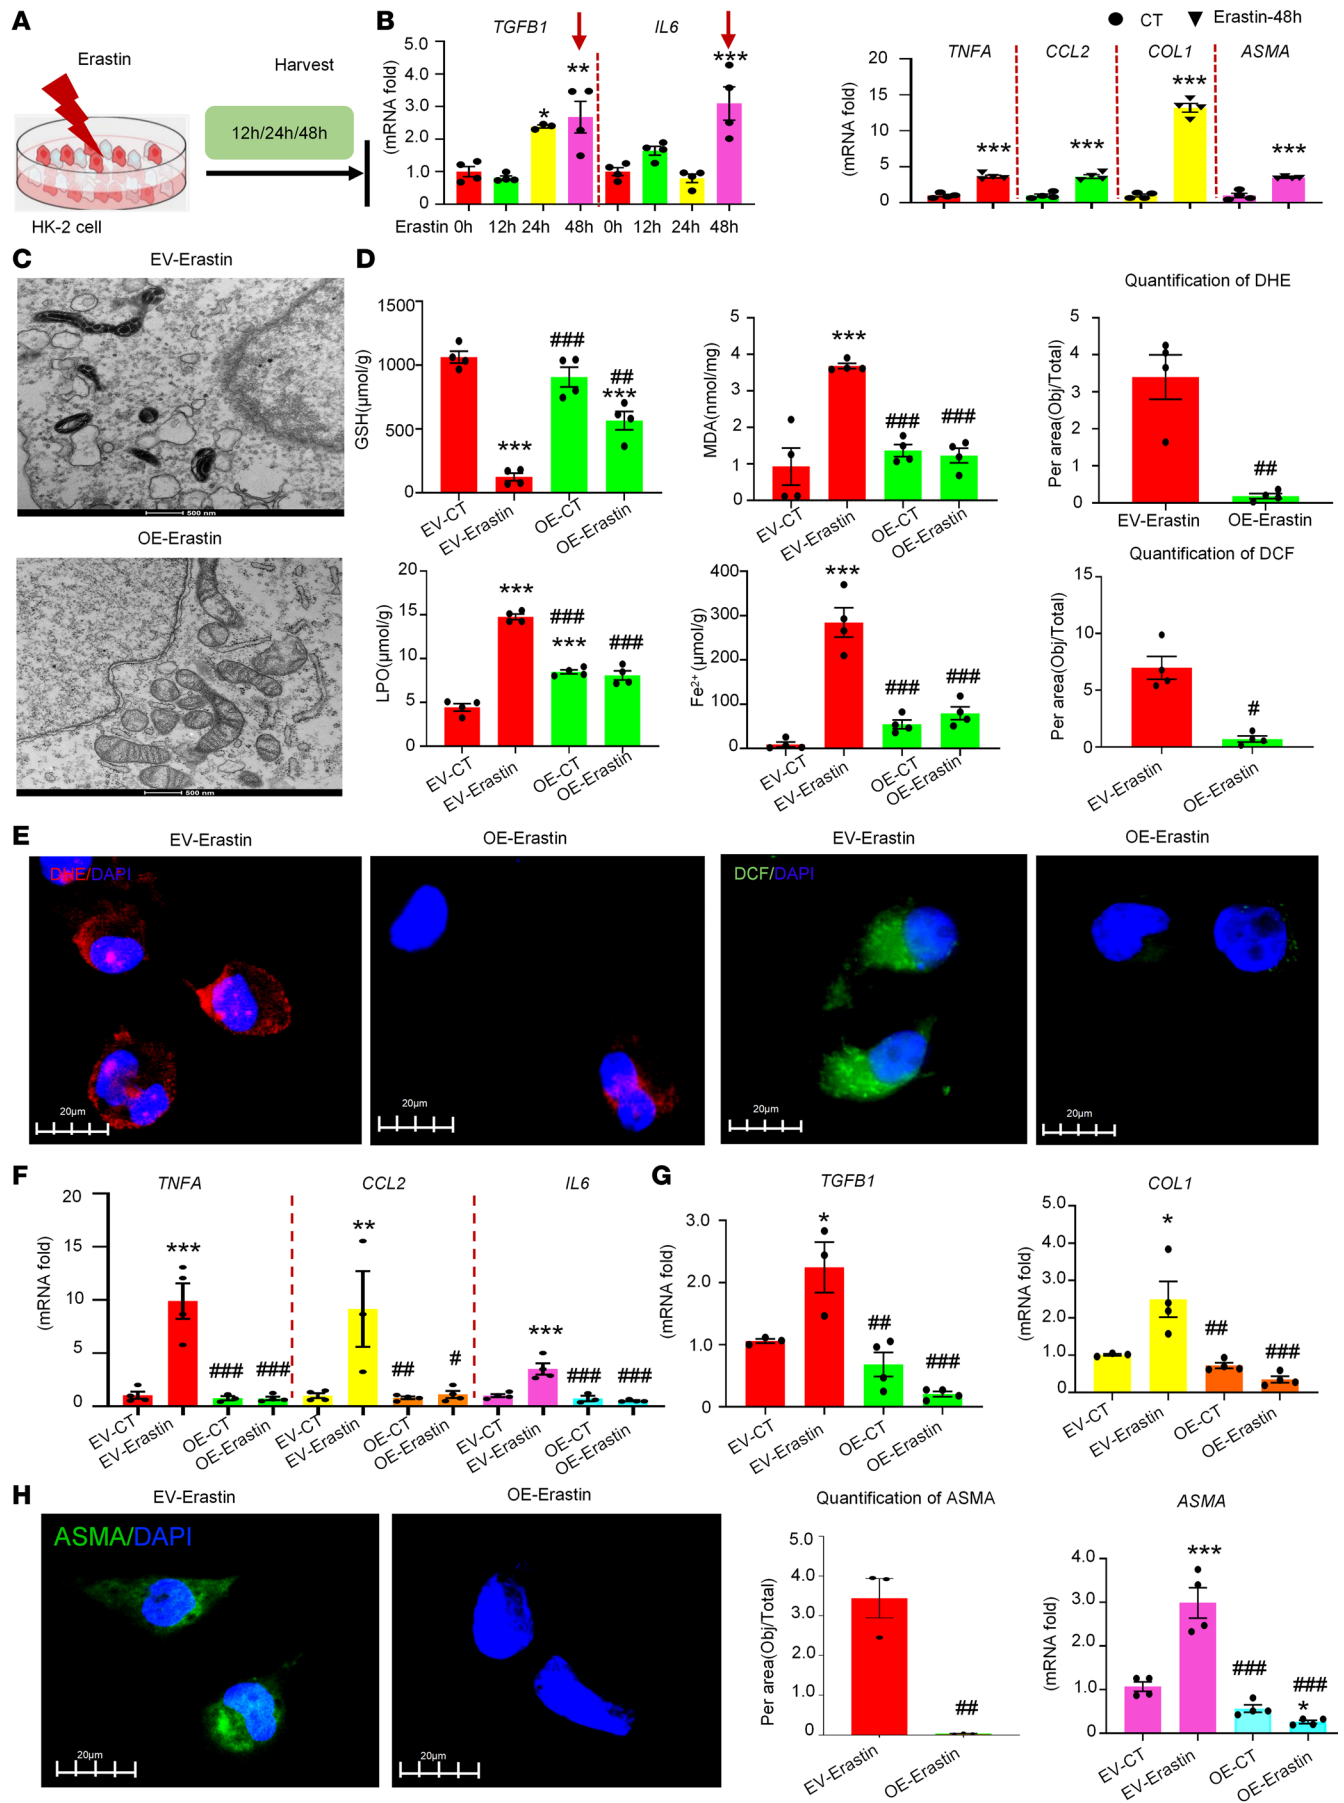 A
Erastin
Harvest
12h/24h/48h
HK-2 cell
B
TGFB1
IL6
(mRNA fold)
5.0
4.0
3.0
2.0
1.0
0
*
**
***
Erastin 0h 12h 24h 48h 0h 12h 24h 48h
CT
Erastin-48h
TNFA
CCL2
COL1
ASMA
(mRNA fold)
20
15
10
5
0
***
***
***
***
C
EV-Erastin
500 nm
OE-Erastin
500 nm
D
GSH(μmol/g)
1500
1000
500
0
***
###
##
***
EV-CT
EV-Erastin
OE-CT
OE-Erastin
MDA(nmol/mg)
5
4
3
2
1
0
***
###
###
EV-CT
EV-Erastin
OE-CT
OE-Erastin
Quantification of DHE
Per area(Obj/Total)
5
4
3
2
1
0
##
EV-Erastin
OE-Erastin
LPO(μmol/g)
20
15
10
5
0
***
###
***
###
EV-CT
EV-Erastin
OE-CT
OE-Erastin
Fe2+ (μmol/g)
400
300
200
100
0
***
###
###
EV-CT
EV-Erastin
OE-CT
OE-Erastin
Quantification of DCF
Per area(Obj/Total)
15
10
5
0
#
EV-Erastin
OE-Erastin
E
EV-Erastin
DHE/DAPI
20μm
OE-Erastin
20μm
EV-Erastin
DCF/DAPI
20μm
OE-Erastin
20μm
F
TNFA
CCL2
IL6
(mRNA fold)
20
15
10
5
0
***
###
###
**
##
#
***
###
###
EV-CT
EV-Erastin
OE-CT
OE-Erastin
EV-CT
EV-Erastin
OE-CT
OE-Erastin
EV-CT
EV-Erastin
OE-CT
OE-Erastin
G
TGFB1
(mRNA fold)
3.0
2.0
1.0
0
*
##
###
EV-CT
EV-Erastin
OE-CT
OE-Erastin
COL1
(mRNA fold)
5.0
4.0
3.0
2.0
1.0
0
*
##
###
EV-CT
EV-Erastin
OE-CT
OE-Erastin
H
EV-Erastin
ASMA/DAPI
20μm
OE-Erastin
20μm
Quantification of ASMA
Per area(Obj/Total)
5.0
4.0
3.0
2.0
1.0
0
##
EV-Erastin
OE-Erastin
ASMA
(mRNA fold)
4.0
3.0
2.0
1.0
0
***
###
###
*
EV-CT
EV-Erastin
OE-CT
OE-Erastin